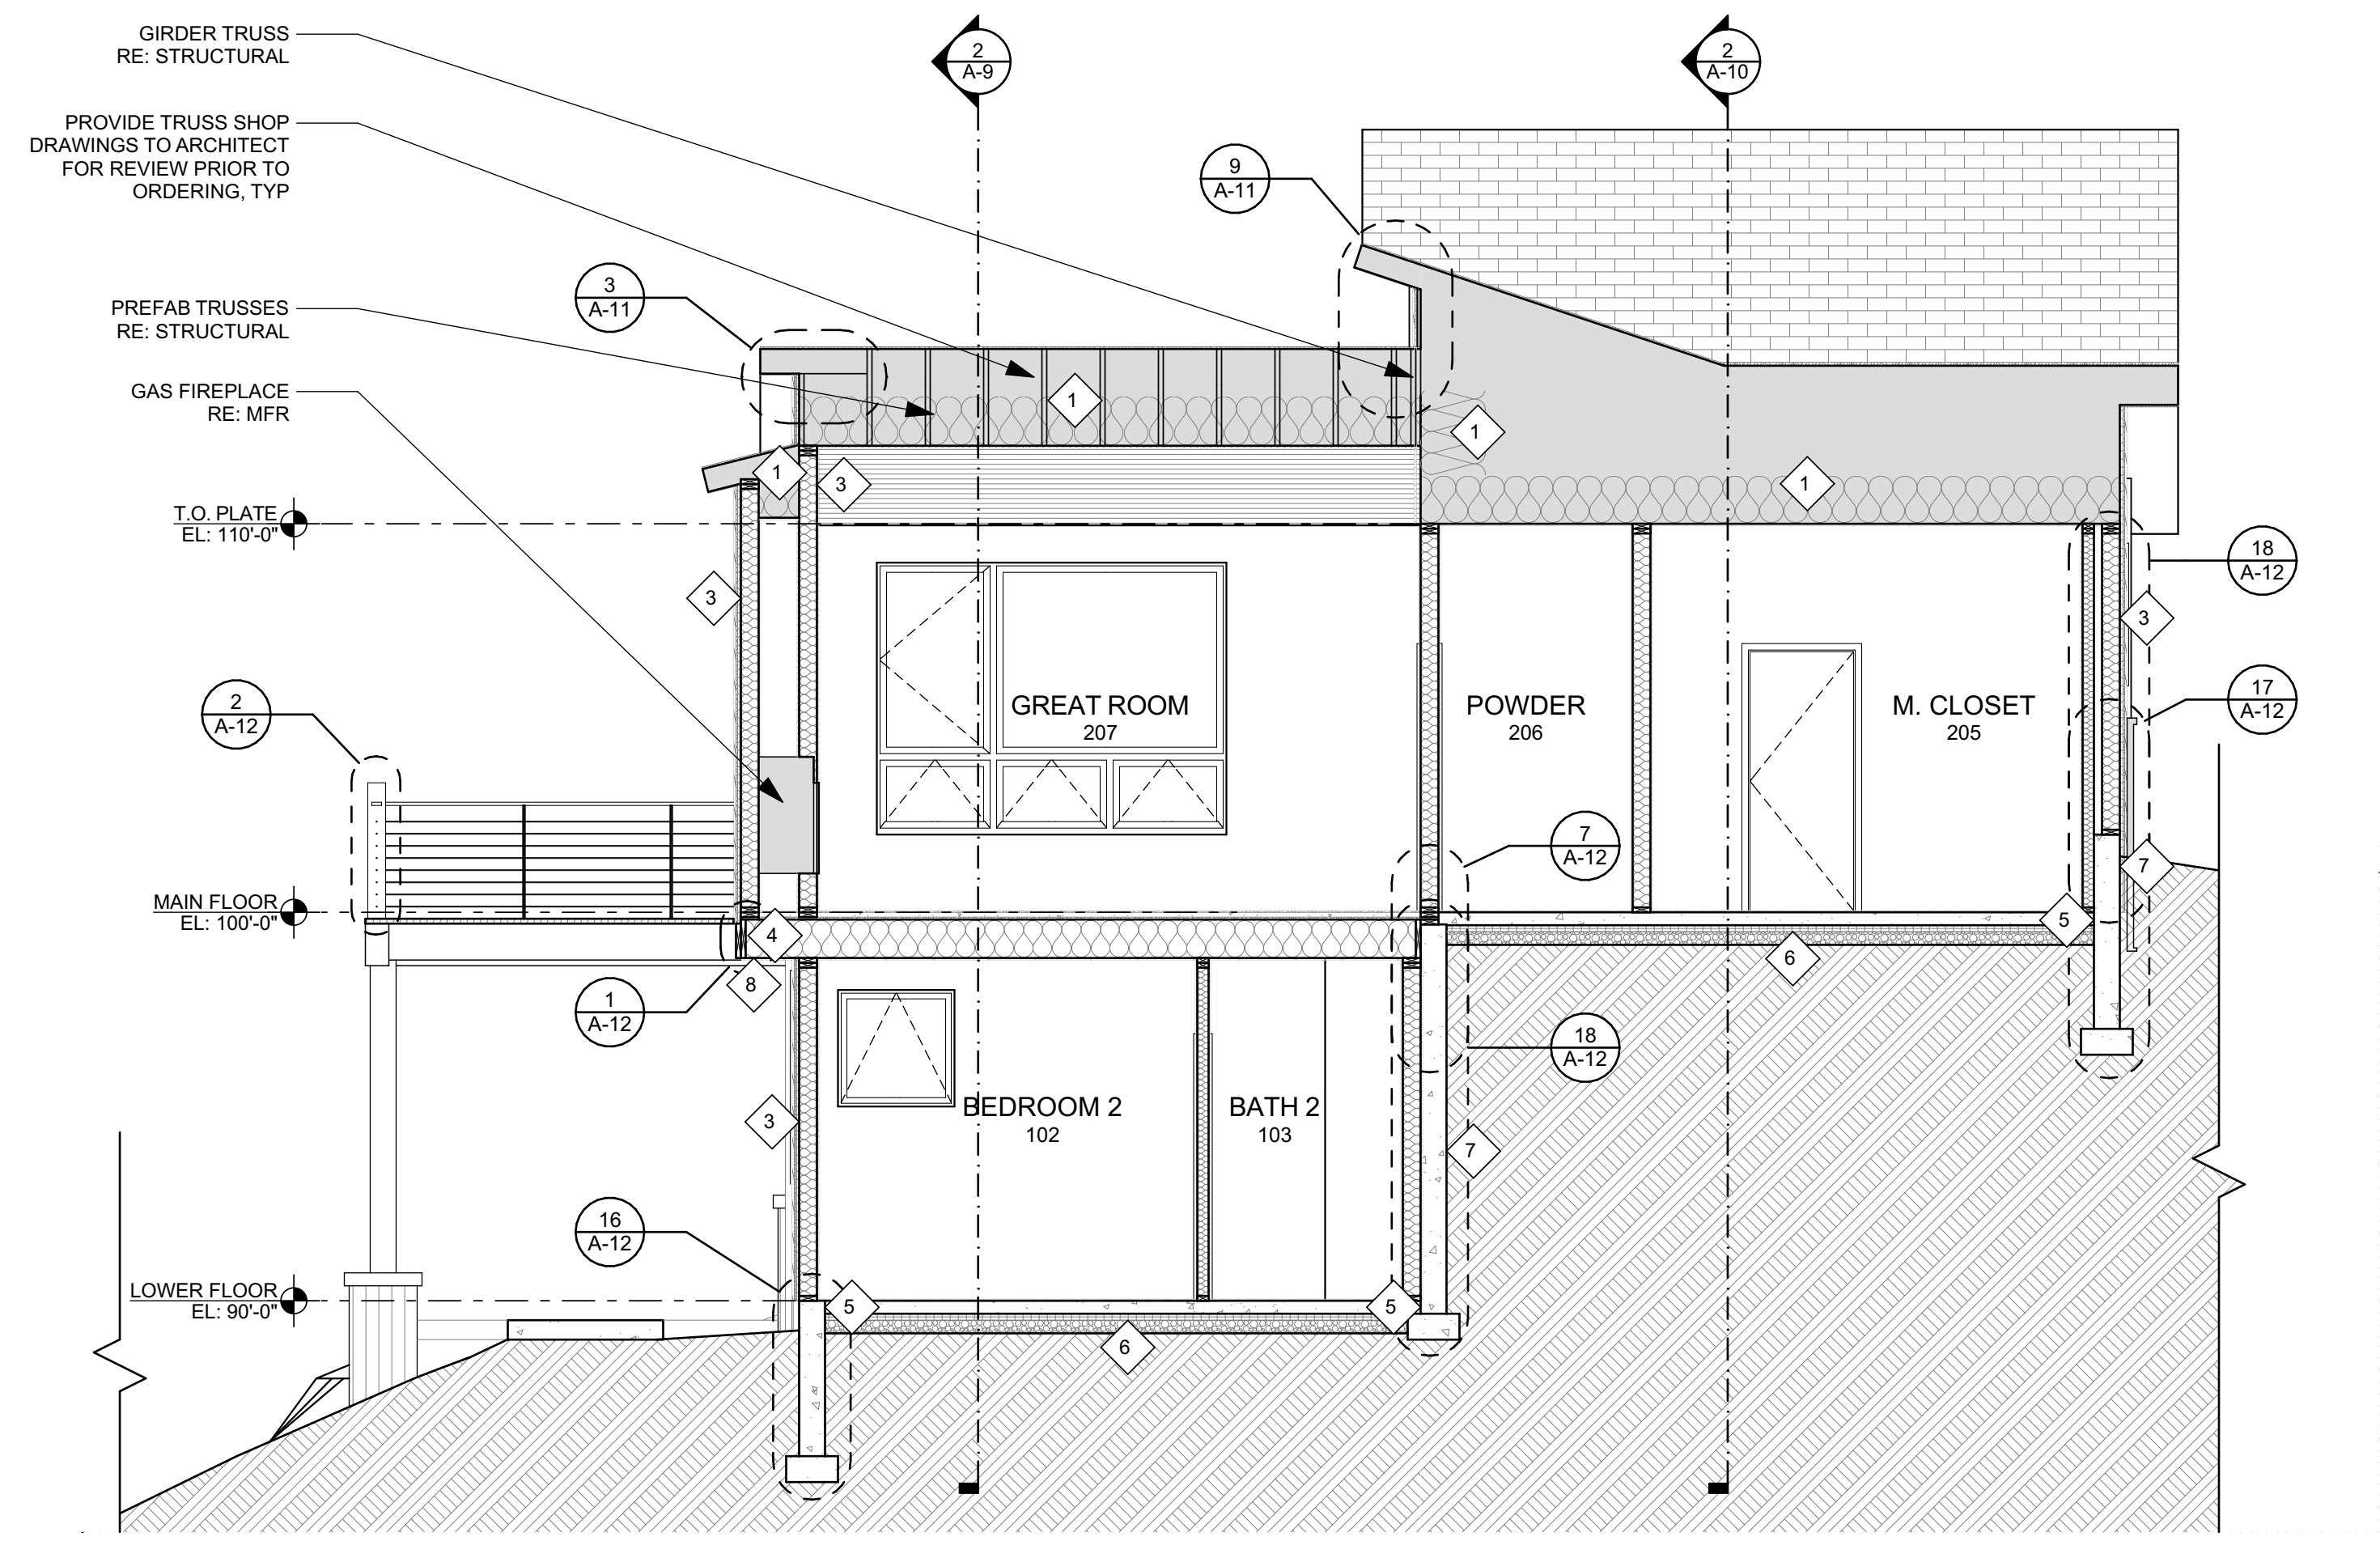 GIRDER TRUSS
RE: STRUCTURAL
PROVIDE TRUSS SHOP
DRAWINGS TO ARCHITECT
FOR REVIEW PRIOR TO
ORDERING, TYP
PREFAB TRUSSES
RE: STRUCTURAL
GAS FIREPLACE
RE: MFR
2
A-9
2
A-10
9
A-11
3
A-11
1
1
1
3
1
T.O. PLATE
EL: 110'-0"
18
A-12
3
3
2
A-12
GREAT ROOM
207
POWDER
206
M. CLOSET
205
17
A-12
7
A-12
7
MAIN FLOOR
EL: 100'-0"
4
5
6
8
1
A-12
18
A-12
BEDROOM 2
102
BATH 2
103
3
7
16
A-12
LOWER FLOOR
EL: 90'-0"
5
5
6